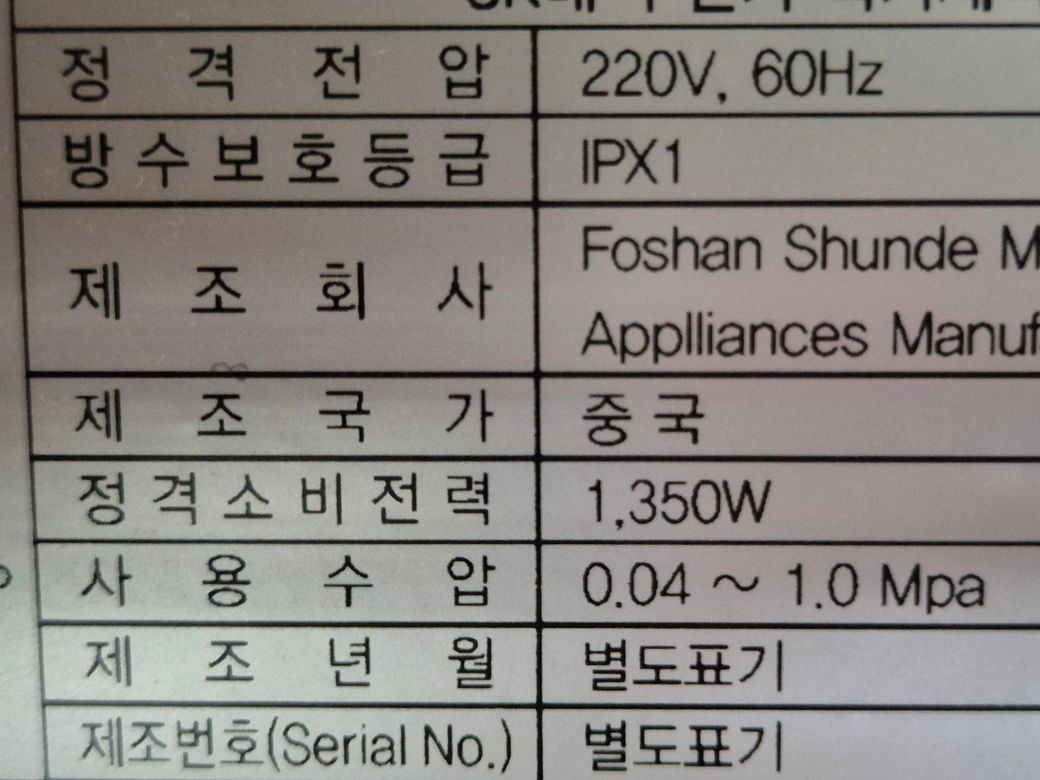 정격전압 220V, 60Hz
방수보호등급 IPX1
제조회사 Foshan Shunde
Applliances
제조국가 중국
정격소비전력 1,350W
사용수압 0.04 ~ 1.0 Mpa
제조년월 별도표기
제조번호(Serial No.) 별도표기